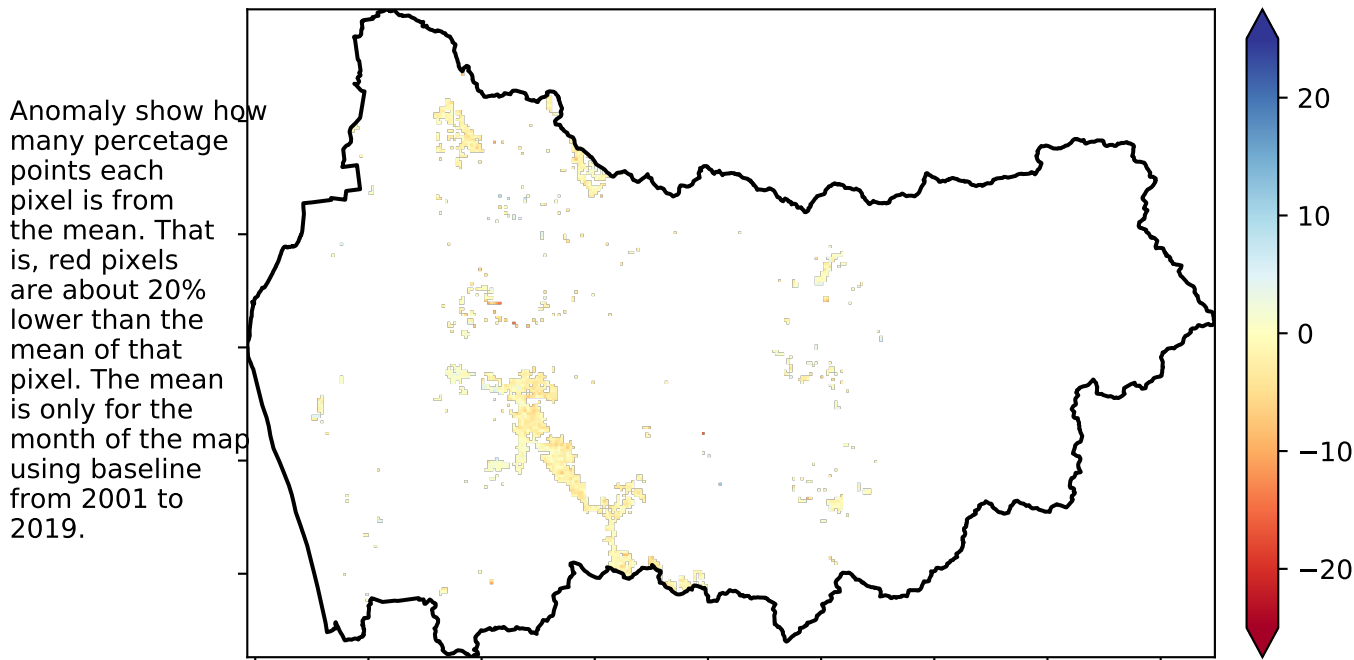 Anomaly show how
many percetage
points each
pixel is from
the mean. That
is, red pixels
are about 20%
lower than the
mean of that
pixel. The mean
is only for the
month of the map
using baseline
from 2001 to
2019.
20
10
0
−10
−20